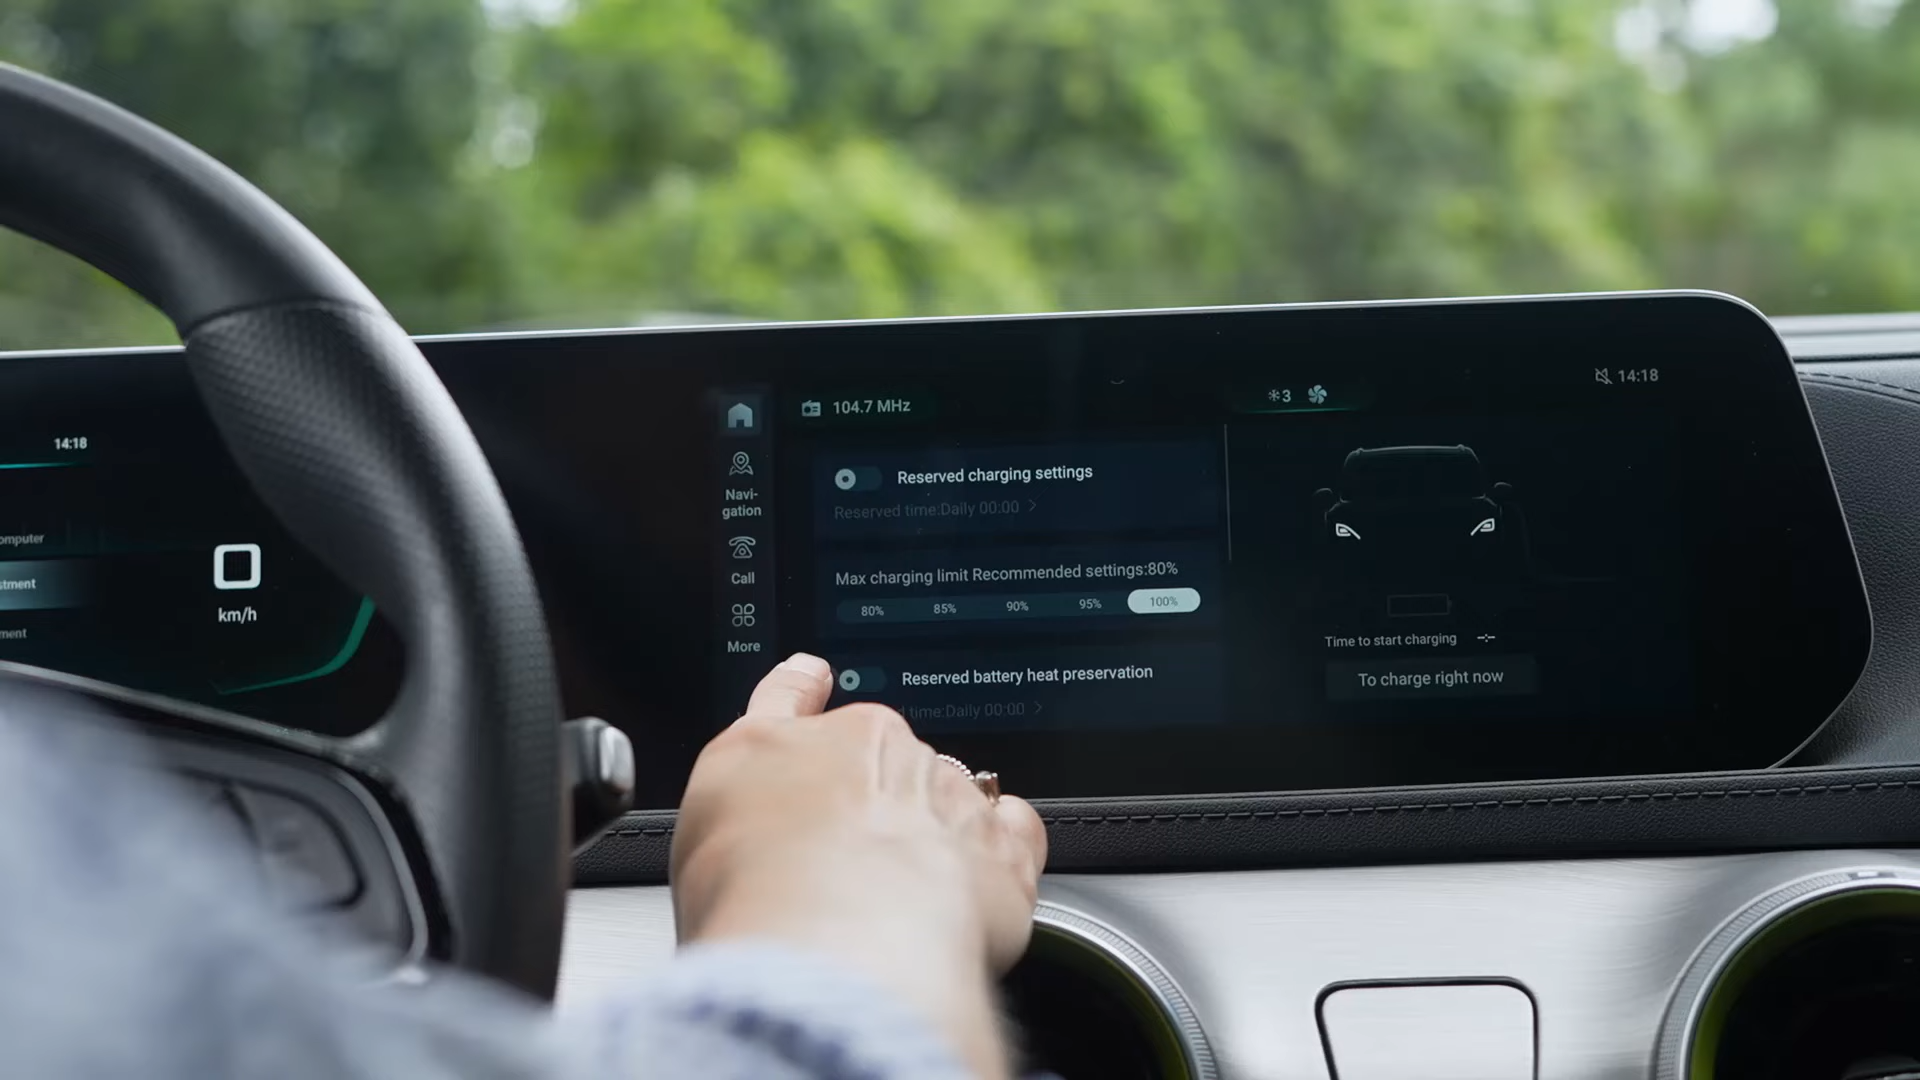 14:18
omputer
stment
ment
0
km/h
Navi-
gation
Call
More
104.7 MHz
3
14:18
Reserved charging settings
Reserved time:Daily 00:00 >
Max charging limit Recommended settings:80%
80% 85% 90% 95% 100%
Reserved battery heat preservation
d time:Daily 00:00 >
Time to start charging --:--
To charge right now